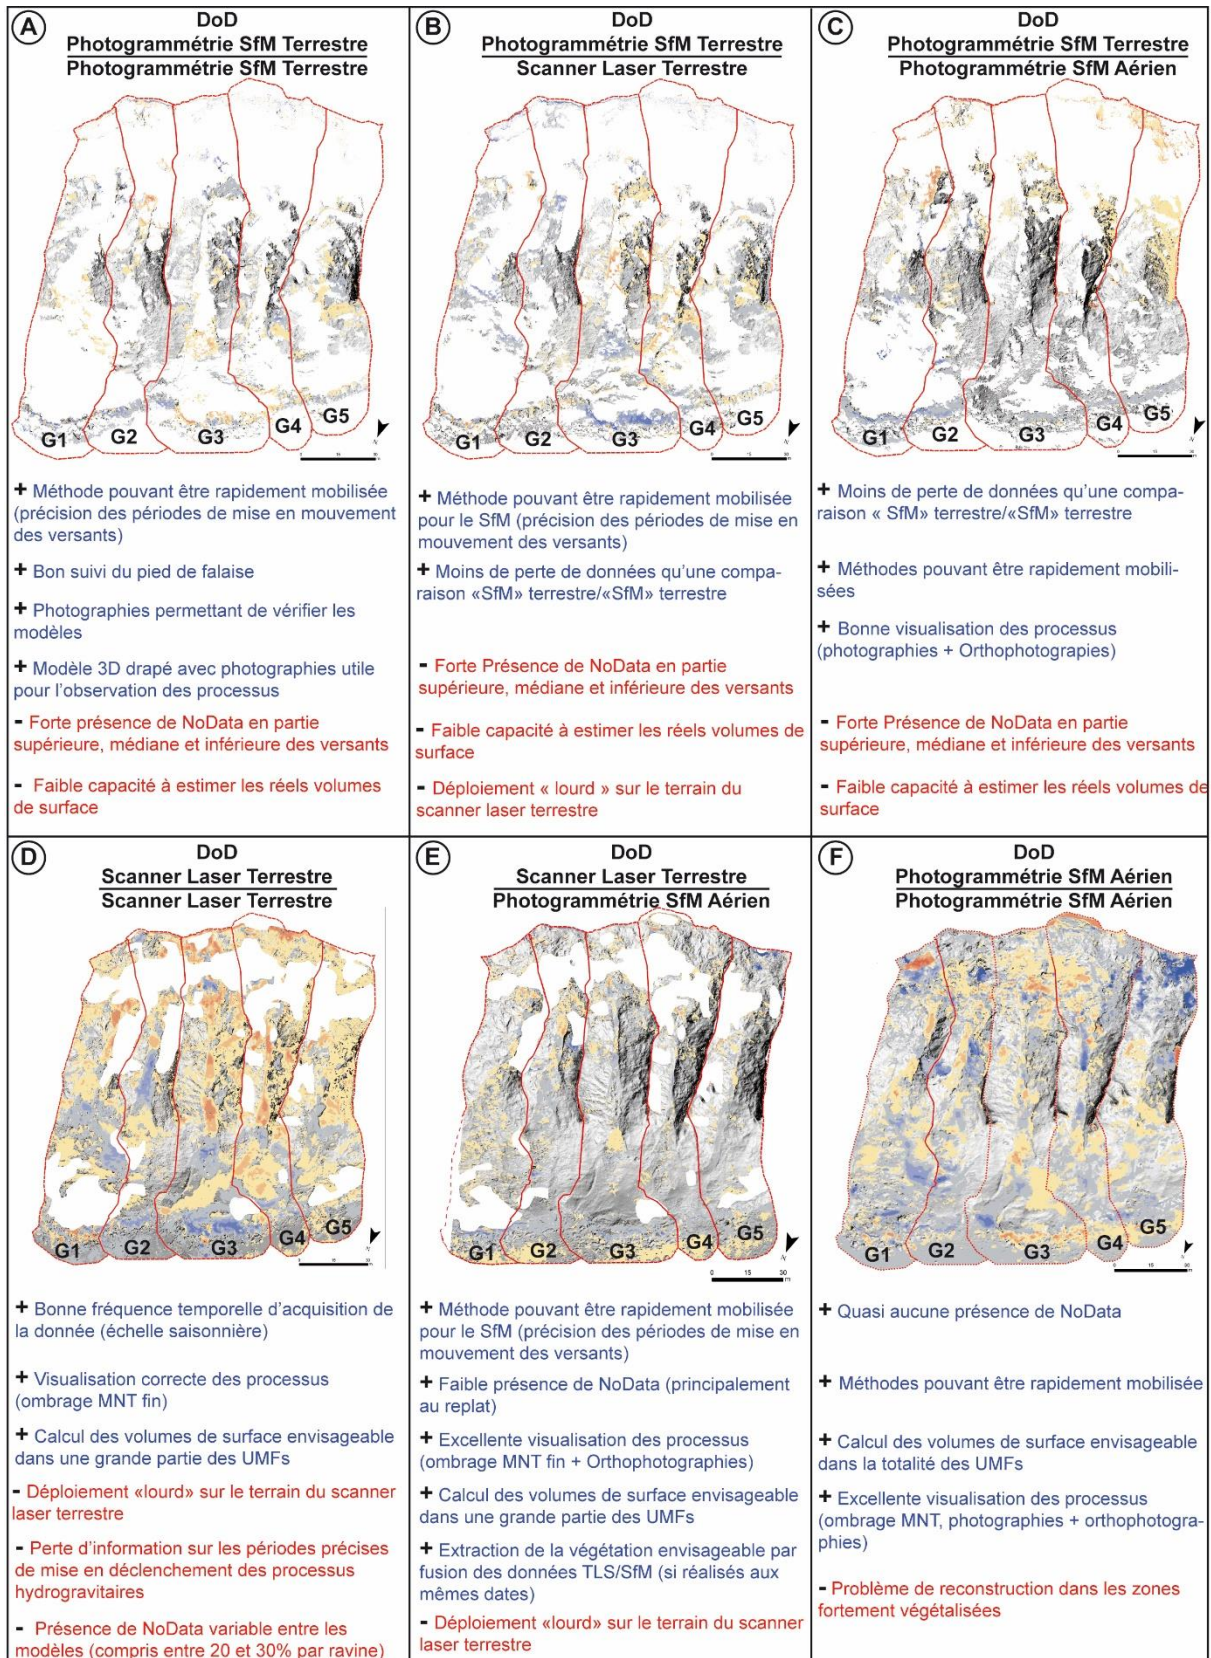 A
DoD
Photogrammétrie SfM Terrestre
Photogrammétrie SfM Terrestre
G1
G2
G3
G4
G5
N
0 15 30
m
+ Méthode pouvant être rapidement mobilisée
(précision des périodes de mise en mouvement
des versants)
+ Bon suivi du pied de falaise
+ Photographies permettant de vérifier les
modèles
+ Modèle 3D drapé avec photographies utile
pour l'observation des processus
- Forte présence de NoData en partie
supérieure, médiane et inférieure des versants
- Faible capacité à estimer les réels volumes
de surface
B
DoD
Photogrammétrie SfM Terrestre
Scanner Laser Terrestre
G1
G2
G3
G4
G5
N
0 15 30
m
+ Méthode pouvant être rapidement mobilisée
pour le SfM (précision des périodes de mise en
mouvement des versants)
+ Moins de perte de données qu'une compa-
raison «SfM» terrestre/«SfM» terrestre
- Forte Présence de NoData en partie
supérieure, médiane et inférieure des versants
- Faible capacité à estimer les réels volumes de
surface
- Déploiement « lourd » sur le terrain du
scanner laser terrestre
C
DoD
Photogrammétrie SfM Terrestre
Photogrammétrie SfM Aérien
G1
G2
G3
G4
G5
N
0 15 30
m
+ Moins de perte de données qu'une compa-
raison « SfM» terrestre/«SfM» terrestre
+ Méthodes pouvant être rapidement mobili-
sées
+ Bonne visualisation des processus
(photographies + Orthophotograpies)
- Forte Présence de NoData en partie
supérieure, médiane et inférieure des versants
- Faible capacité à estimer les réels volumes de
surface
D
DoD
Scanner Laser Terrestre
Scanner Laser Terrestre
G1
G2
G3
G4
G5
N
0 15 30
m
+ Bonne fréquence temporelle d'acquisition de
la donnée (échelle saisonnière)
+ Visualisation correcte des processus
(ombrage MNT fin)
+ Calcul des volumes de surface envisageable
dans une grande partie des UMFs
- Déploiement «lourd» sur le terrain du scanner
laser terrestre
- Perte d'information sur les périodes précises
de mise en déclenchement des processus
hydrogravitaires
- Présence de NoData variable entre les
modèles (compris entre 20 et 30% par ravine)
E
DoD
Scanner Laser Terrestre
Photogrammétrie SfM Aérien
G1
G2
G3
G4
G5
N
0 15 30
m
+ Méthode pouvant être rapidement mobilisée
pour le SfM (précision des périodes de mise en
mouvement des versants)
+ Faible présence de NoData (principalement
au replat)
+ Excellente visualisation des processus
(ombrage MNT fin + Orthophotographies)
+ Calcul des volumes de surface envisageable
dans une grande partie des UMFs
+ Extraction de la végétation envisageable par
fusion des données TLS/SfM (si réalisés aux
mêmes dates)
- Déploiement «lourd» sur le terrain du scanner
laser terrestre
F
DoD
Photogrammétrie SfM Aérien
Photogrammétrie SfM Aérien
G1
G2
G3
G4
G5
N
0 15 30
m
+ Quasi aucune présence de NoData
+ Méthodes pouvant être rapidement mobilisée
+ Calcul des volumes de surface envisageable
dans la totalité des UMFs
+ Excellente visualisation des processus
(ombrage MNT, photographies + orthophotogra-
phies)
- Problème de reconstruction dans les zones
fortement végétalisées